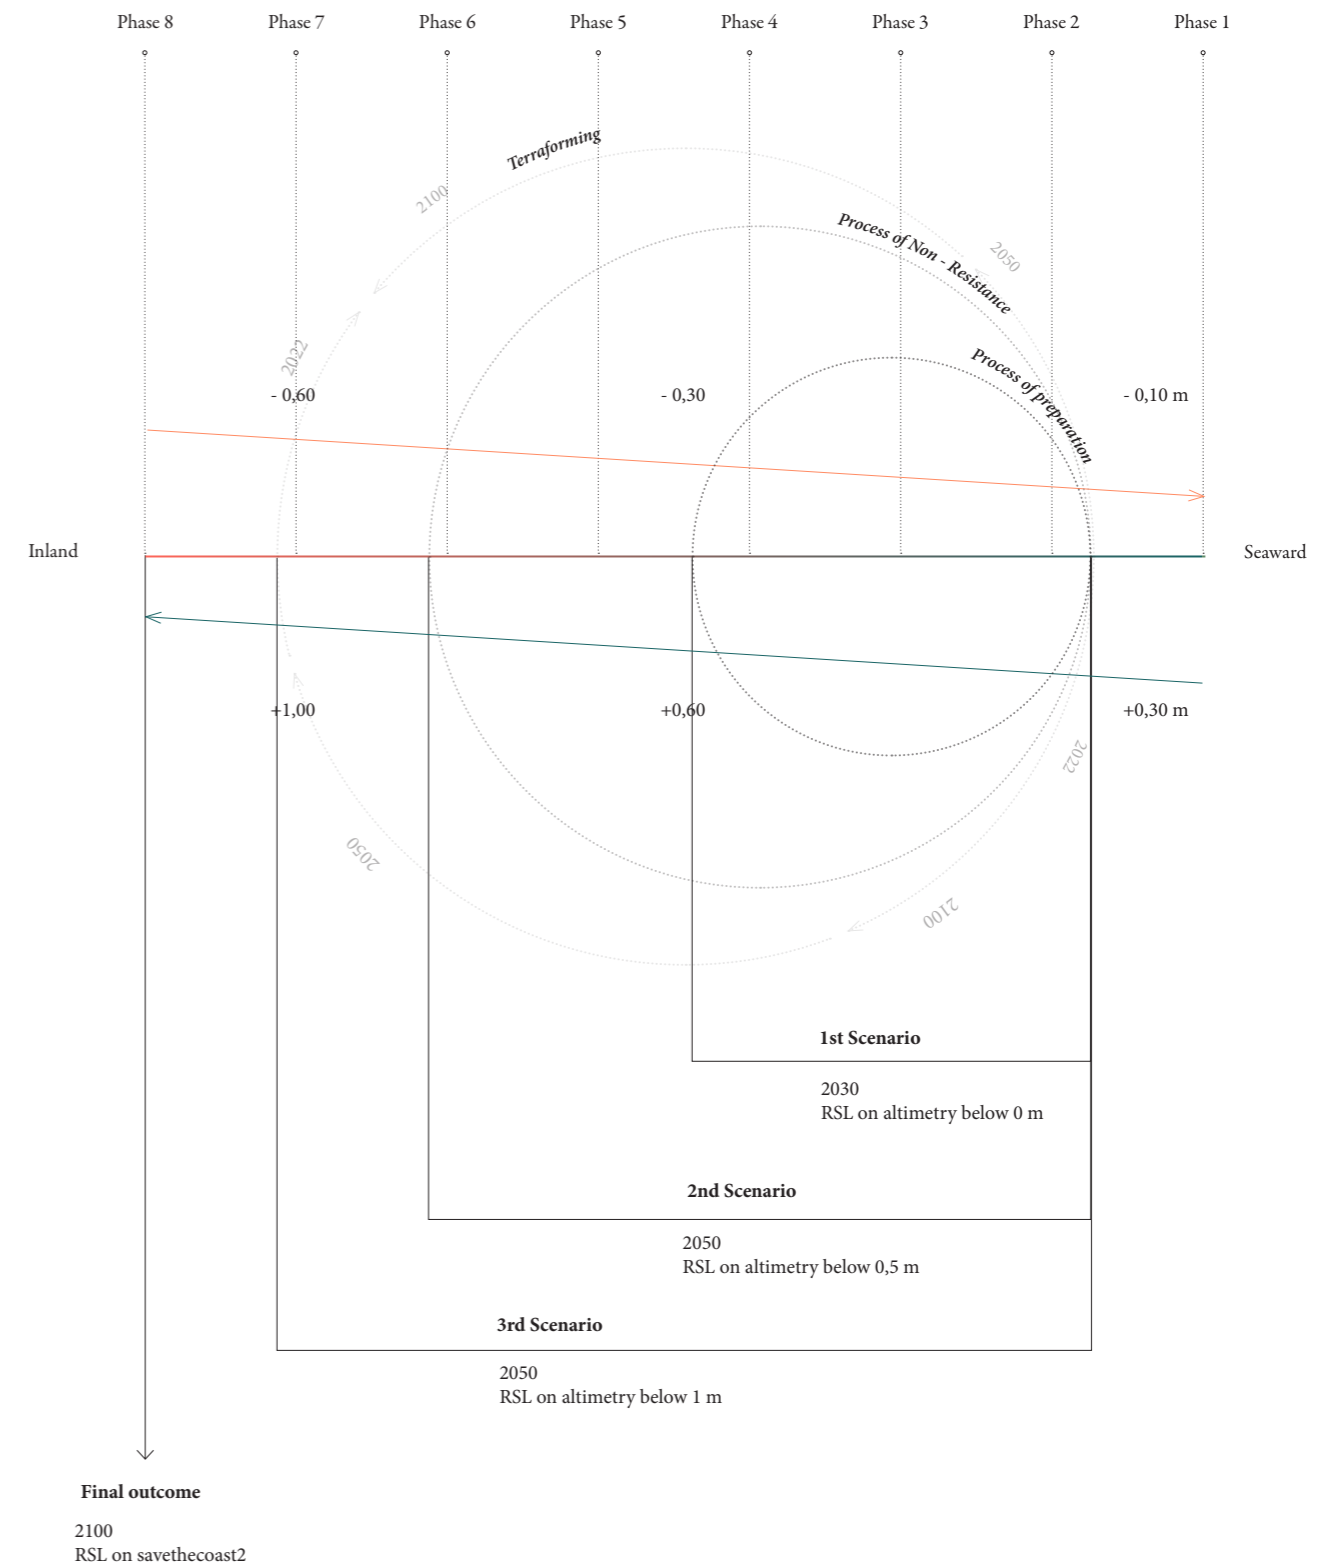 Phase 8 Phase 7 Phase 6 Phase 5 Phase 4 Phase 3 Phase 2 Phase 1
Terraforming
2100
Process of Non - Resistance
2050
2022
Process of preparation
- 0,60 - 0,30 - 0,10 m
Inland Seaward
+1,00 +0,60 +0,30 m
2022
2050
2100
1st Scenario
2030
RSL on altimetry below 0 m
2nd Scenario
2050
RSL on altimetry below 0,5 m
3rd Scenario
2050
RSL on altimetry below 1 m
Final outcome
2100
RSL on savethecoast2